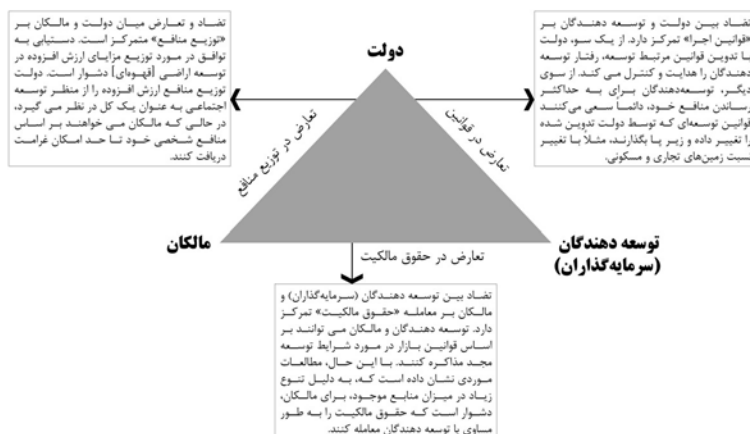 تضاد بین دولت و توسعه دهندگان بر
«قوانین اجرا» تمرکز دارد. از یک سو، دولت
با تدوین قوانین مرتبط توسعه، رفتار توسعه
دهندگان را هدایت و کنترل می کند. از سوی
دیگر، توسعه‌دهندگان برای به حداکثر
رساندن منافع خود، دائماً سعی می‌کنند
قوانین توسعه‌ای که توسط دولت تدوین شده
را تغییر داده و زیر پا بگذارند، مثلاً با تغییر
نسبت زمین‌های تجاری و مسکونی.
دولت
تضاد و تعارض میان دولت و مالکان بر
«توزیع منافع» متمرکز است. دستیابی به
توافق در مورد توزیع مزایای ارزش افزوده در
توسعه اراضی [قهوه‌ای] دشوار است. دولت
توزیع منافع ارزش افزوده را از منظر توسعه
اجتماعی به عنوان یک کل در نظر می گیرد،
در حالی که مالکان می خواهند بر اساس
منافع شخصی خود تا حد امکان غرامت
دریافت کنند.
تعارض در قوانین
تعارض در توزیع منافع
توسعه دهندگان
(سرمایه‌گذاران)
مالکان
تعارض در حقوق مالکیت
تضاد بین توسعه دهندگان (سرمایه‌گذاران) و
مالکان بر معامله «حقوق مالکیت» تمرکز
دارد. توسعه دهندگان و مالکان می توانند بر
اساس قوانین بازار در مورد شرایط توسعه
مجدد مذاکره کنند. با این حال، مطالعات
موردی نشان داده است که، به دلیل تنوع
زیاد در میزان منابع موجود، برای مالکان،
دشوار است که حقوق مالکیت را به طور
مساوی با توسعه دهندگان معامله کنند.